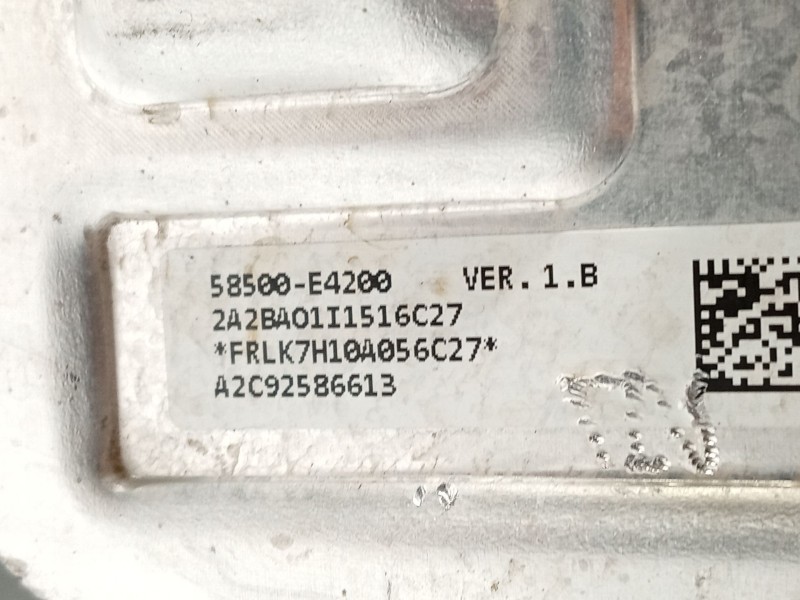 58500-E4200 VER. 1.B
2A2BA01I1516C27
*FRLK7H10A056C27*
A2C92586613